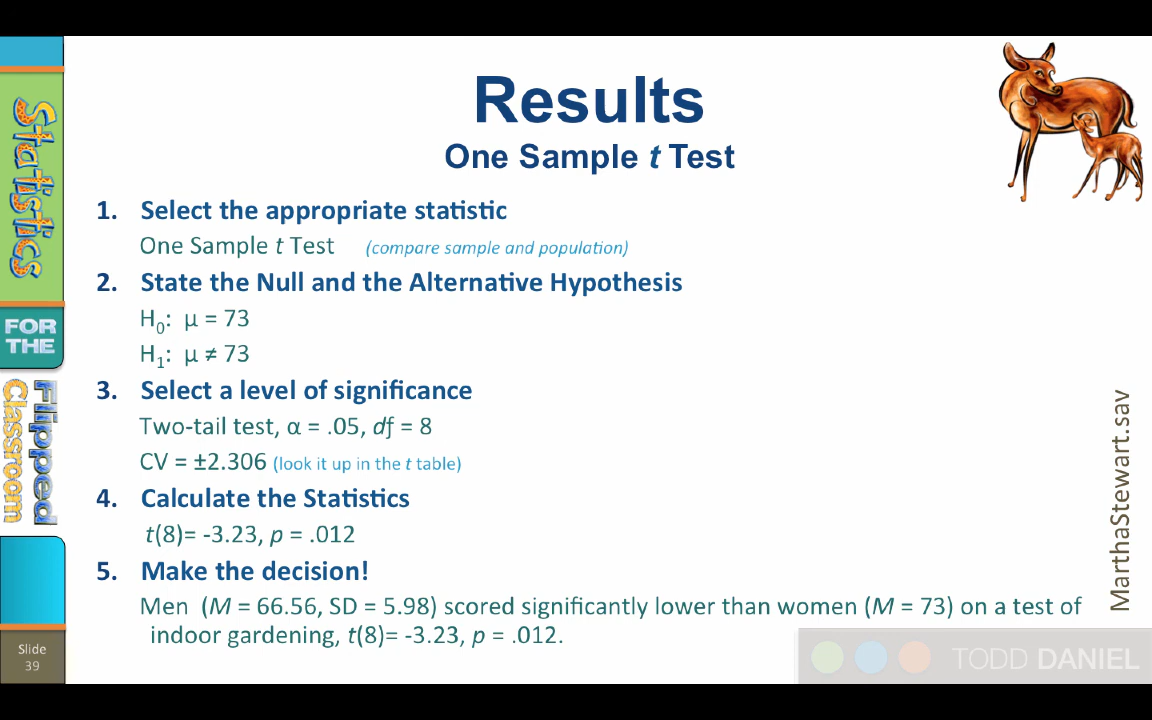 Statistics
FOR
THE
Flipped
Classroom
Slide
39
Results
One Sample t Test
1. Select the appropriate statistic
One Sample t Test (compare sample and population)
2. State the Null and the Alternative Hypothesis
H₀: μ = 73
H₁: μ ≠ 73
3. Select a level of significance
Two-tail test, α = .05, df = 8
CV = ±2.306 (look it up in the t table)
4. Calculate the Statistics
t(8)= -3.23, p = .012
5. Make the decision!
Men (M = 66.56, SD = 5.98) scored significantly lower than women (M = 73) on a test of
indoor gardening, t(8)= -3.23, p = .012.
MarthaStewart.sav
TODD DANIEL